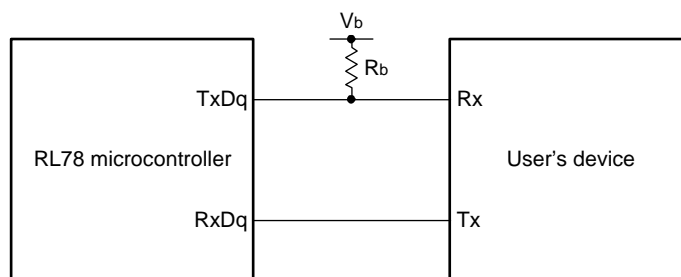 Vb
Rb
TxDq
Rx
RL78 microcontroller
User's device
RxDq
Tx